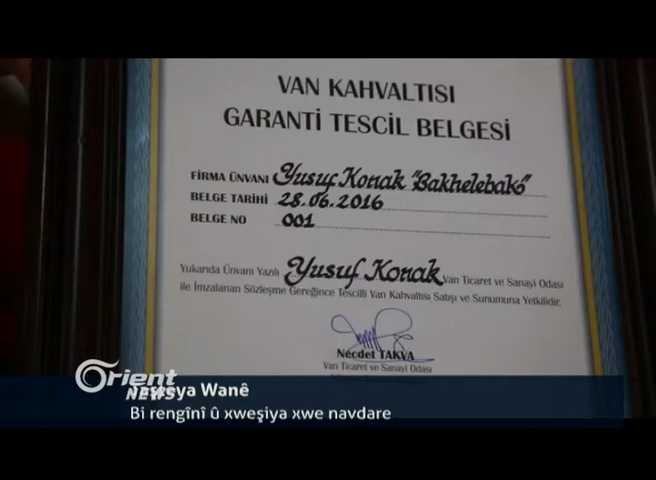 VAN KAHVALTISI
GARANTİ TESCİL BELGESİ
FİRMA ÜNVANI Yusuf Konak "Bakhelebako"
BELGE TARİHİ 28.06.2016
BELGE NO 001
Yukarıda Ünvanı Yazılı Yusuf Konak Van Ticaret ve Sanayi Odası
ile İmzalanan Sözleşme Gereğince Tescilli Van Kahvaltısı Satışı ve Sunumuna Yetkilidir.
Necdet TAKVA
Van Ticaret ve Sanayi Odası
Orient
NEWS
Wanê
Bi rengînî û xweşiya xwe navdare